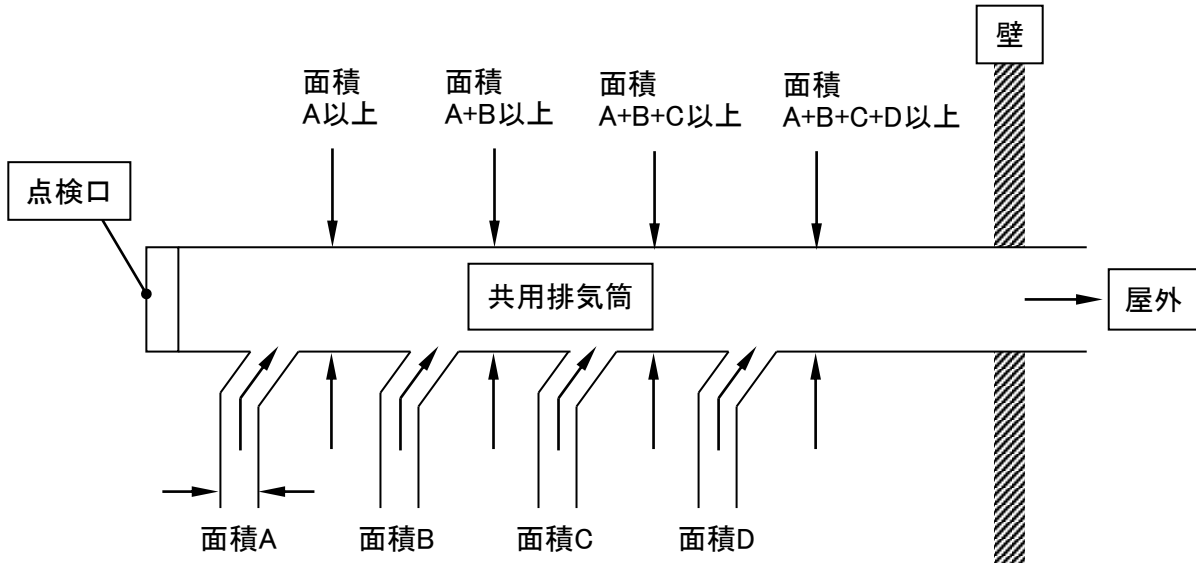 壁
面積
A以上
面積
A+B以上
面積
A+B+C以上
面積
A+B+C+D以上
点検口
共用排気筒
屋外
面積A
面積B
面積C
面積D